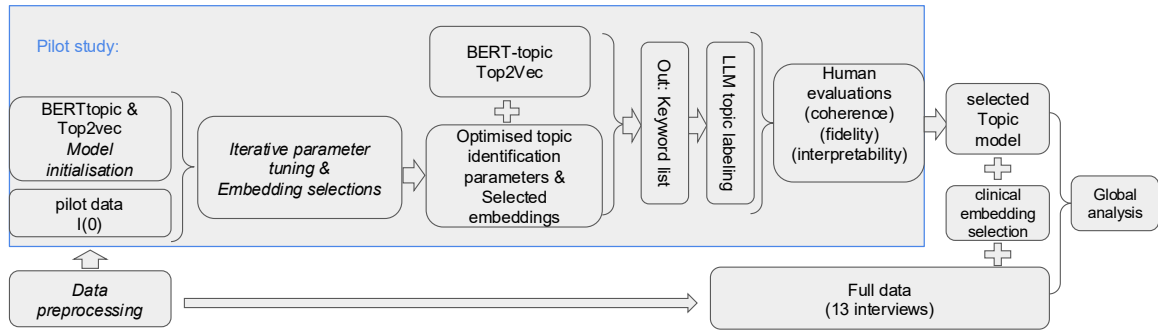 Pilot study:
BERTtopic &
Top2vec
Model
initialisation
pilot data
I(0)
Data
preprocessing
Iterative parameter
tuning &
Embedding selections
BERT-topic
Top2Vec
Optimised topic
identification
parameters &
Selected
embeddings
Out: Keyword list
LLM topic labeling
Human
evaluations
(coherence)
(fidelity)
(interpretability)
selected
Topic
model
clinical
embedding
selection
Full data
(13 interviews)
Global
analysis